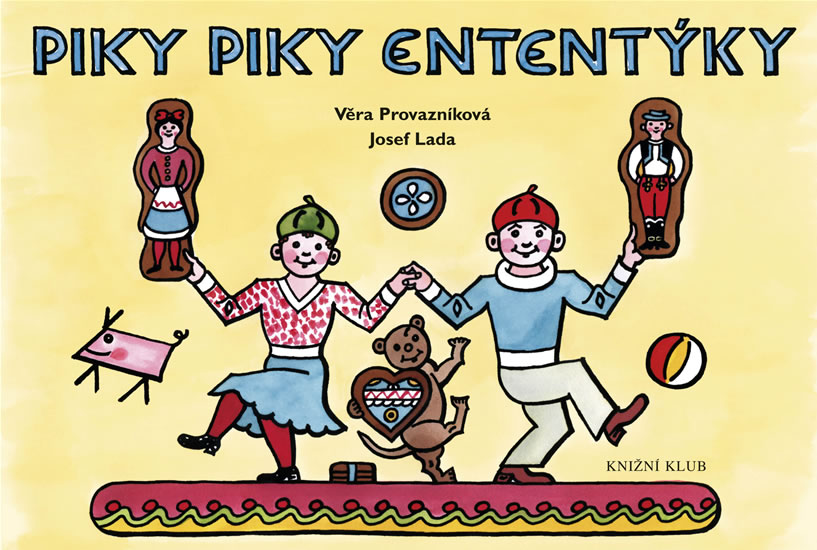 PIKY PIKY ENTENTÝKY
Věra Provazníková
Josef Lada
KNIŽNÍ KLUB